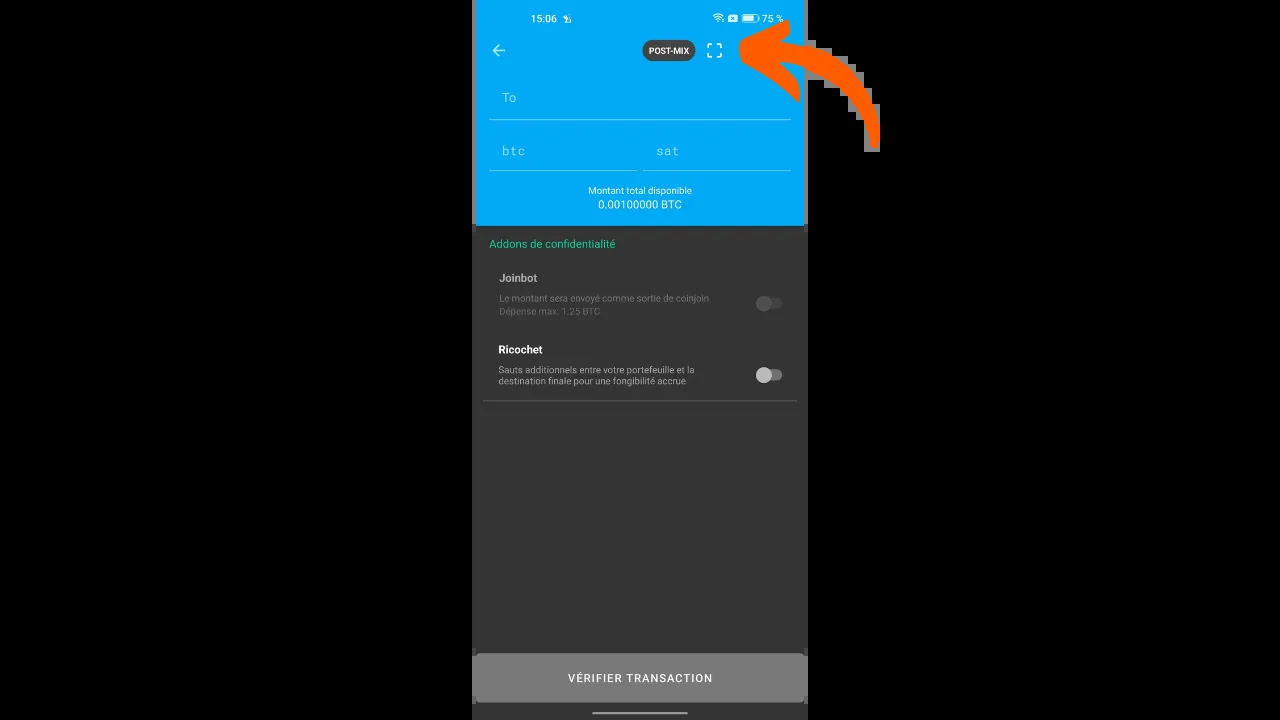 15:06
75 %
POST-MIX
To
btc
sat
Montant total disponible
0.00100000 BTC
Addons de confidentialité
Joinbot
Le montant sera envoyé comme sortie de coinjoin
Dépense max: 1.25 BTC
Ricochet
Sauts additionnels entre votre portefeuille et la
destination finale pour une fongibilité accrue
VÉRIFIER TRANSACTION